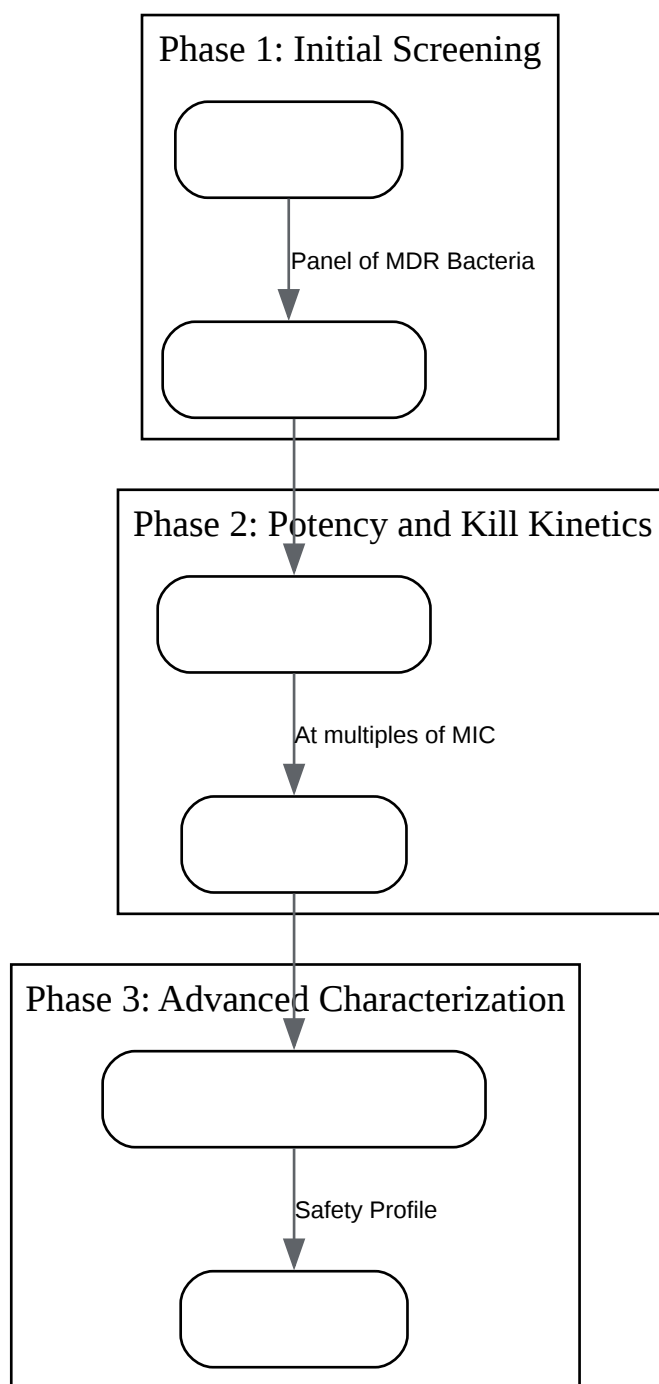 Phase 1: Initial Screening
Panel of MDR Bacteria
Phase 2: Potency and Kill Kinetics
At multiples of MIC
Phase 3: Advanced Characterization
Safety Profile